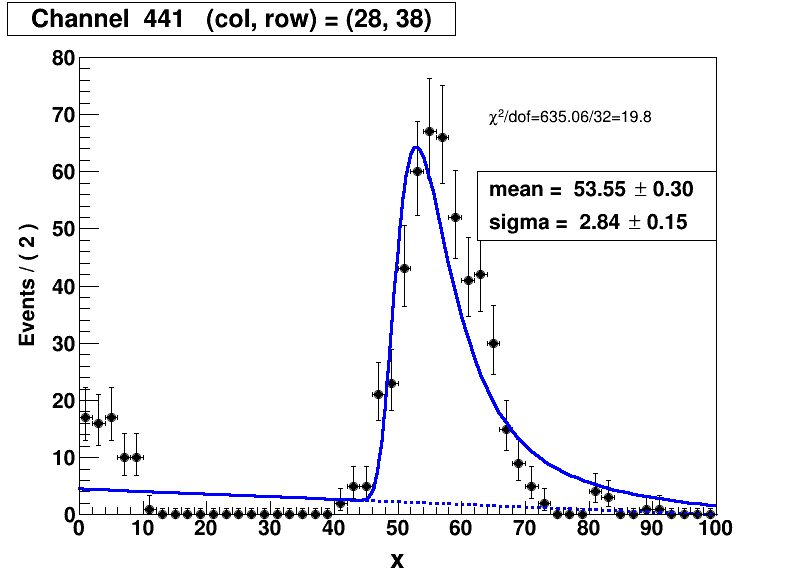 Channel 441 (col, row) = (28, 38)
χ²/dof=635.06/32=19.8
mean = 53.55 ± 0.30
sigma = 2.84 ± 0.15
Events / ( 2 )
80
70
60
50
40
30
20
10
0
0 10 20 30 40 50 60 70 80 90 100
x